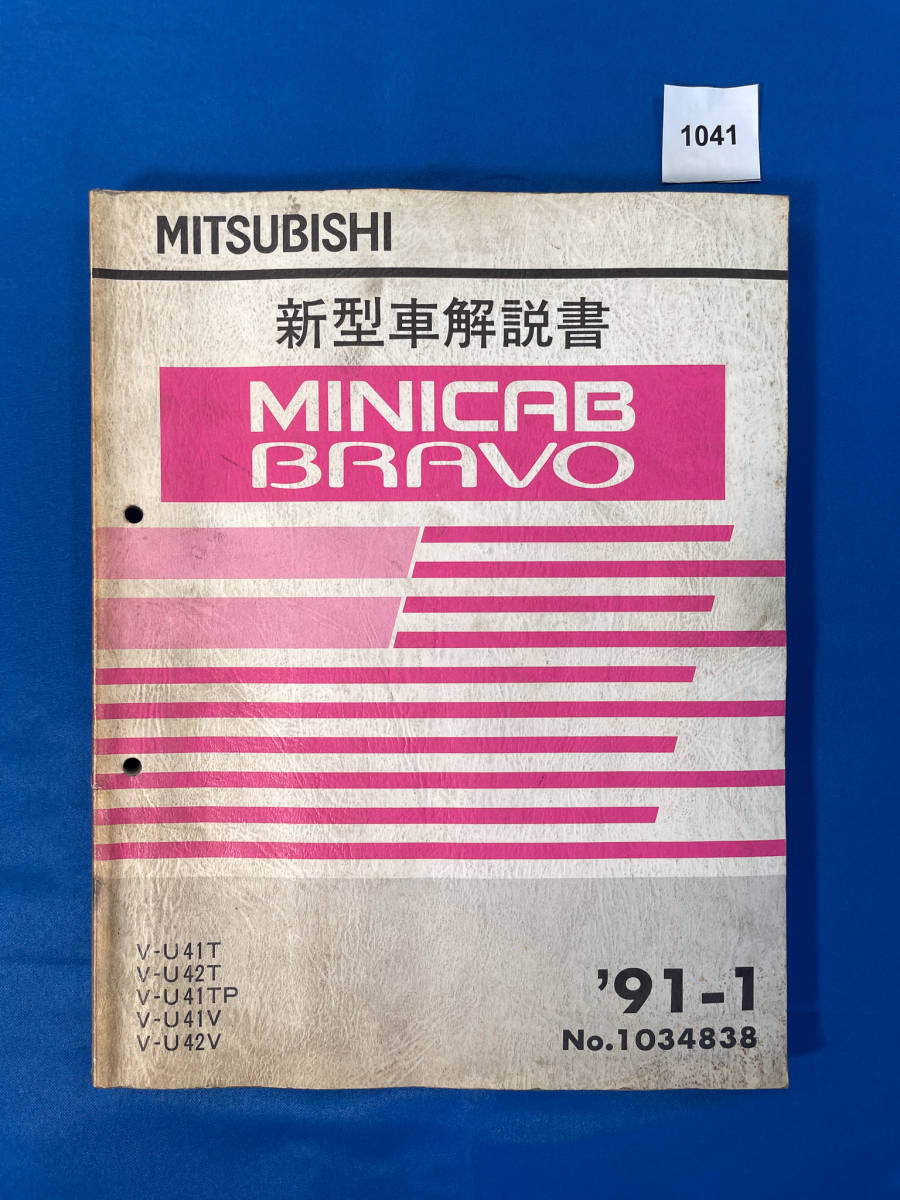 1041
MITSUBISHI
新型車解説書
MINICAB
BRAVO
V-U41T
V-U42T
V-U41TP
V-U41V
V-U42V
'91-1
No.1034838